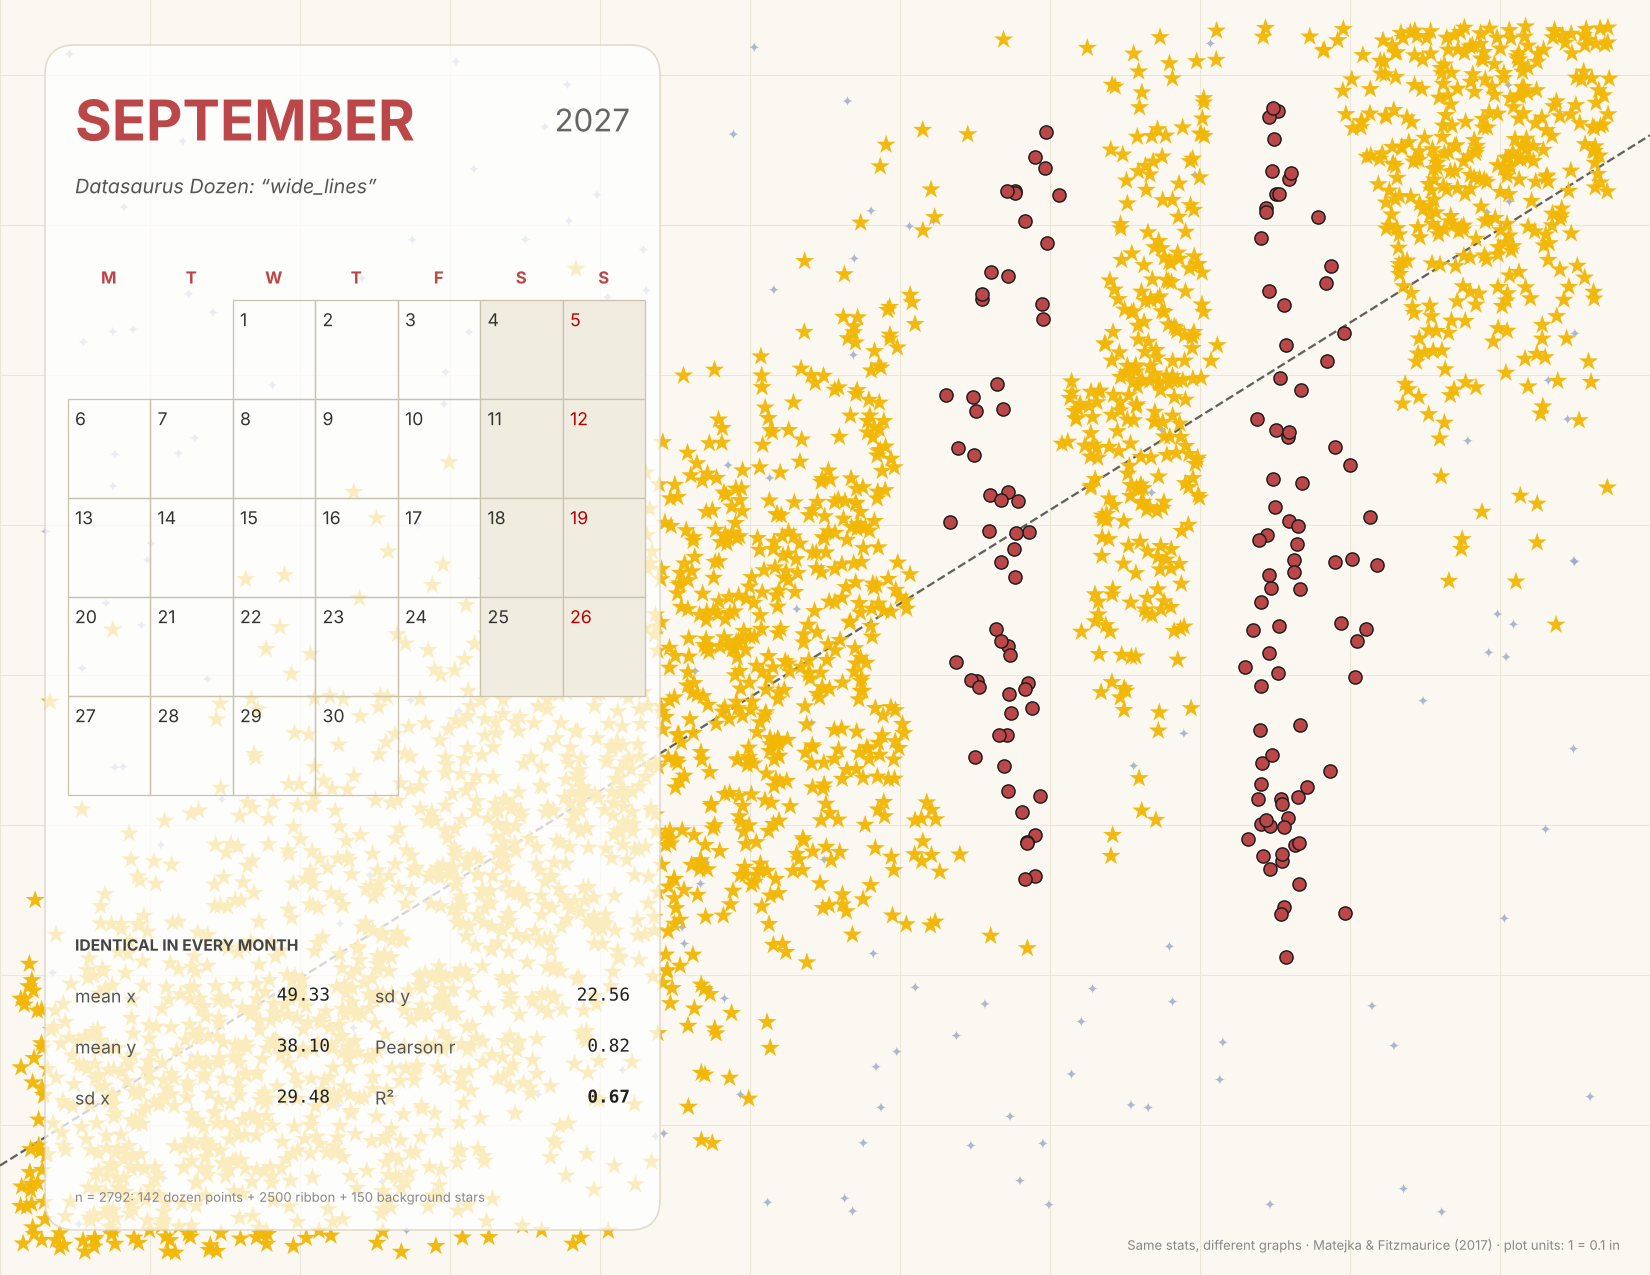 SEPTEMBER 2027
Datasaurus Dozen: “wide_lines”
M T W T F S S
1 2 3 4 5
6 7 8 9 10 11 12
13 14 15 16 17 18 19
20 21 22 23 24 25 26
27 28 29 30
IDENTICAL IN EVERY MONTH
mean x 49.33 sd y 22.56
mean y 38.10 Pearson r 0.82
sd x 29.48 R² 0.67
n = 2792: 142 dozen points + 2500 ribbon + 150 background stars
Same stats, different graphs · Matejka & Fitzmaurice (2017) · plot units: 1 = 0.1 in